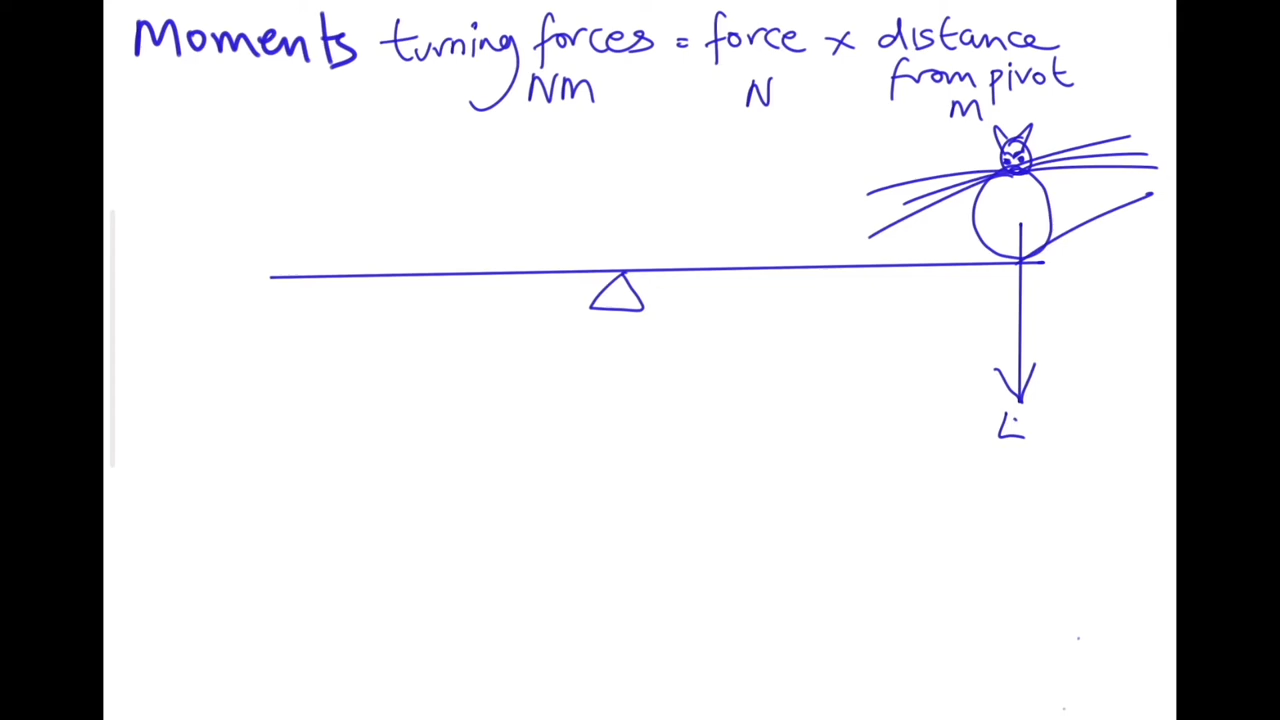 Moments turning forces = force × distance
from pivot
Nm N m